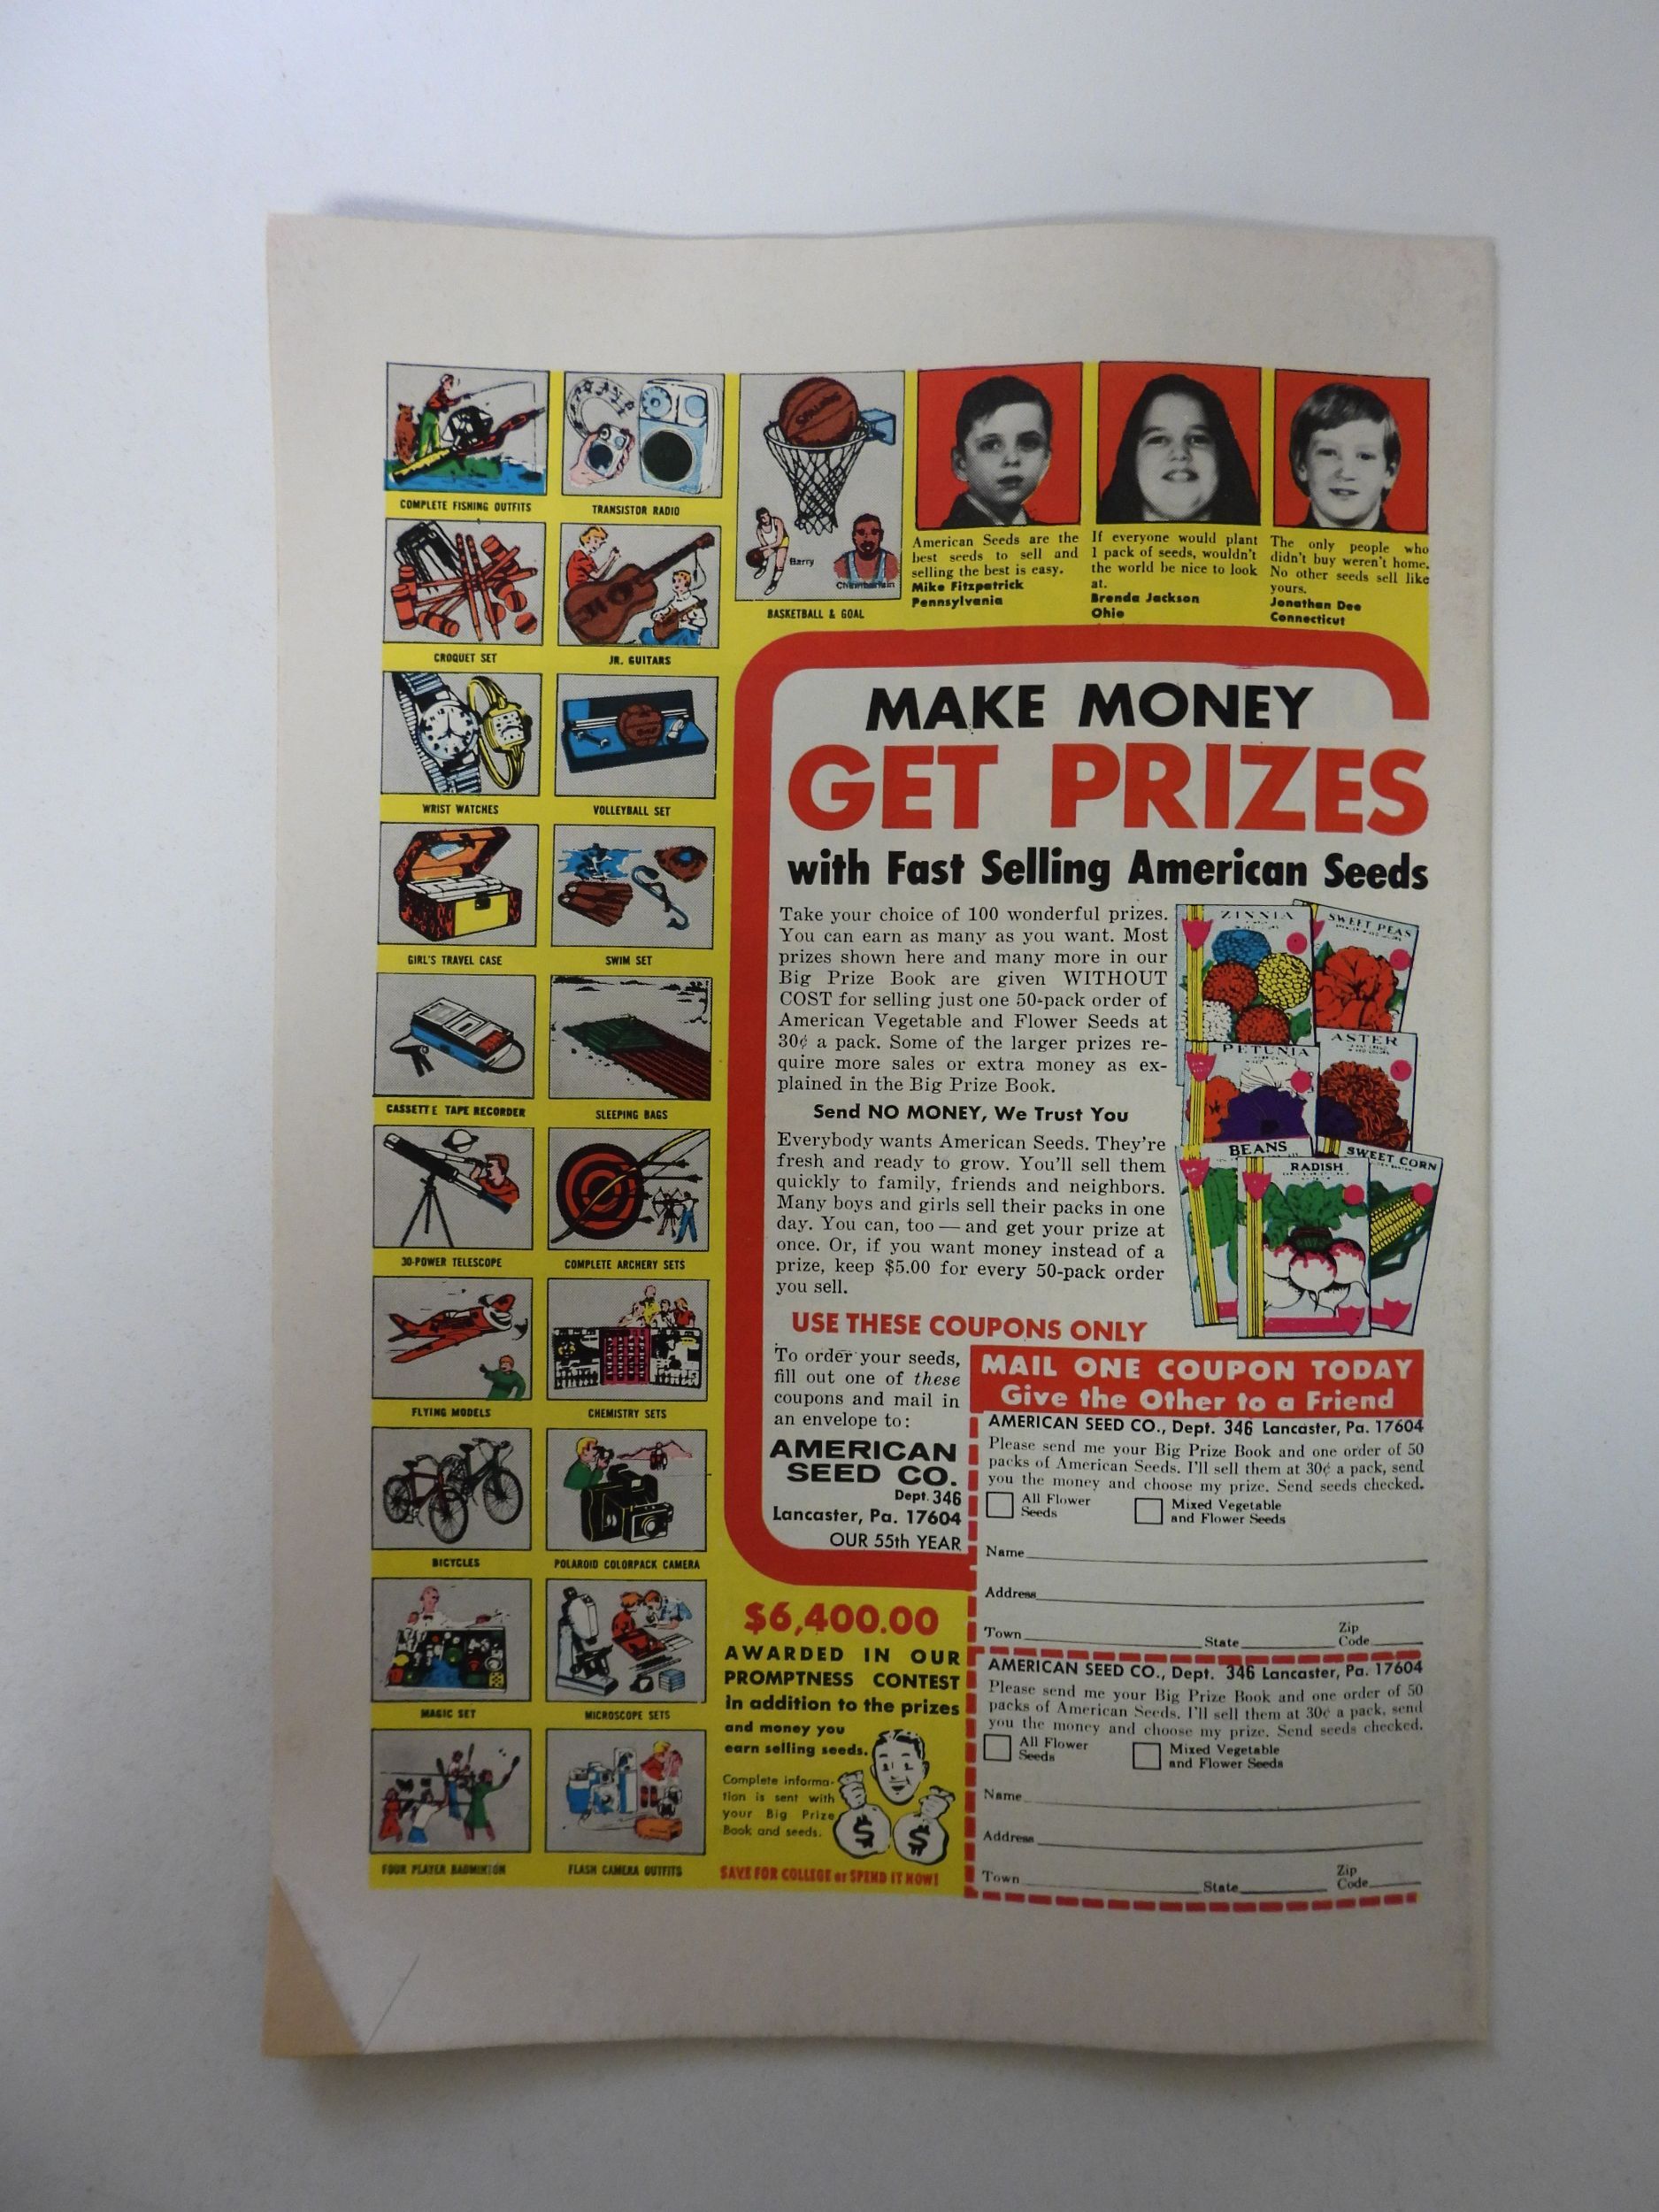 COMPLETE FISHING OUTFITS
TRANSISTOR RADIO
Spalding
Barry
Chamberlain
BASKETBALL & GOAL
American Seeds are the
best seeds to sell and
selling the best is easy.
Mike Fitzpatrick
Pennsylvania
If everyone would plant
1 pack of seeds, wouldn't
the world be nice to look
at.
Brenda Jackson
Ohio
The only people who
didn't buy weren't home.
No other seeds sell like
yours.
Jonathan Dee
Connecticut
CROQUET SET
JR. GUITARS
WRIST WATCHES
VOLLEYBALL SET
GIRL'S TRAVEL CASE
SWIM SET
CASSETTE TAPE RECORDER
SLEEPING BAGS
30-POWER TELESCOPE
COMPLETE ARCHERY SETS
FLYING MODELS
CHEMISTRY SETS
BICYCLES
POLAROID COLORPACK CAMERA
MAGIC SET
MICROSCOPE SETS
FOUR PLAYER BADMINTON
FLASH CAMERA OUTFITS
MAKE MONEY
GET PRIZES
with Fast Selling American Seeds
Take your choice of 100 wonderful prizes.
You can earn as many as you want. Most
prizes shown here and many more in our
Big Prize Book are given WITHOUT
COST for selling just one 50-pack order of
American Vegetable and Flower Seeds at
30¢ a pack. Some of the larger prizes re-
quire more sales or extra money as ex-
plained in the Big Prize Book.
Send NO MONEY, We Trust You
Everybody wants American Seeds. They're
fresh and ready to grow. You'll sell them
quickly to family, friends and neighbors.
Many boys and girls sell their packs in one
day. You can, too — and get your prize at
once. Or, if you want money instead of a
prize, keep $5.00 for every 50-pack order
you sell.
ZINNIA
SWEET PEAS
PETUNIA
ASTER
BEANS
RADISH
SWEET CORN
USE THESE COUPONS ONLY
To order your seeds,
fill out one of these
coupons and mail in
an envelope to:
AMERICAN
SEED CO.
Dept. 346
Lancaster, Pa. 17604
OUR 55th YEAR
$6,400.00
AWARDED IN OUR
PROMPTNESS CONTEST
in addition to the prizes
and money you
earn selling seeds.
Complete informa-
tion is sent with
your Big Prize
Book and seeds.
$ $
SAVE FOR COLLEGE or SPEND IT NOW!
MAIL ONE COUPON TODAY
Give the Other to a Friend
AMERICAN SEED CO., Dept. 346 Lancaster, Pa. 17604
Please send me your Big Prize Book and one order of 50
packs of American Seeds. I'll sell them at 30¢ a pack, send
you the money and choose my prize. Send seeds checked.
All Flower
Seeds
Mixed Vegetable
and Flower Seeds
Name
Address
Town State Zip
Code
AMERICAN SEED CO., Dept. 346 Lancaster, Pa. 17604
Please send me your Big Prize Book and one order of 50
packs of American Seeds. I'll sell them at 30¢ a pack, send
you the money and choose my prize. Send seeds checked.
All Flower
Seeds
Mixed Vegetable
and Flower Seeds
Name
Address
Town State Zip
Code